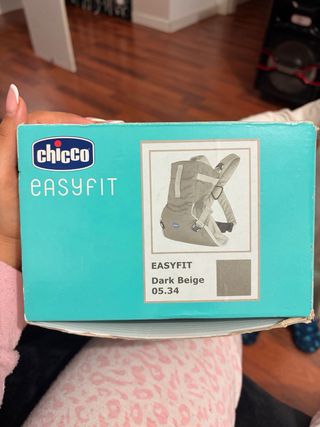 chicco
easyfit
EASYFIT
Dark Beige
05.34